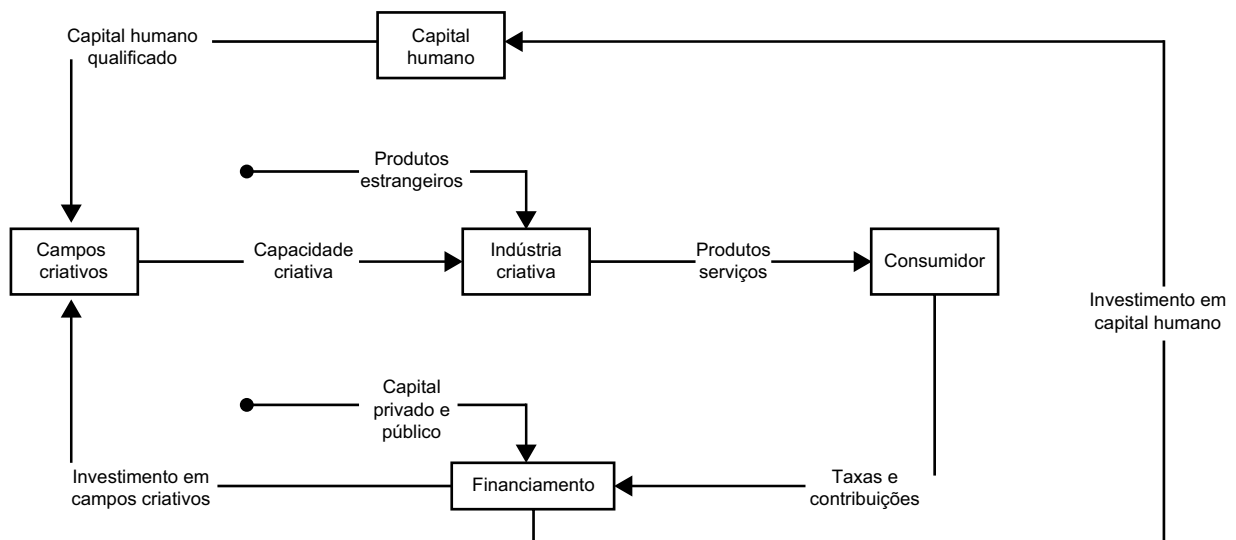 Capital humano
qualificado
Capital
humano
Produtos
estrangeiros
Campos
criativos
Capacidade
criativa
Indústria
criativa
Produtos
serviços
Consumidor
Investimento em
capital humano
Capital
privado e
público
Investimento em
campos criativos
Financiamento
Taxas e
contribuições